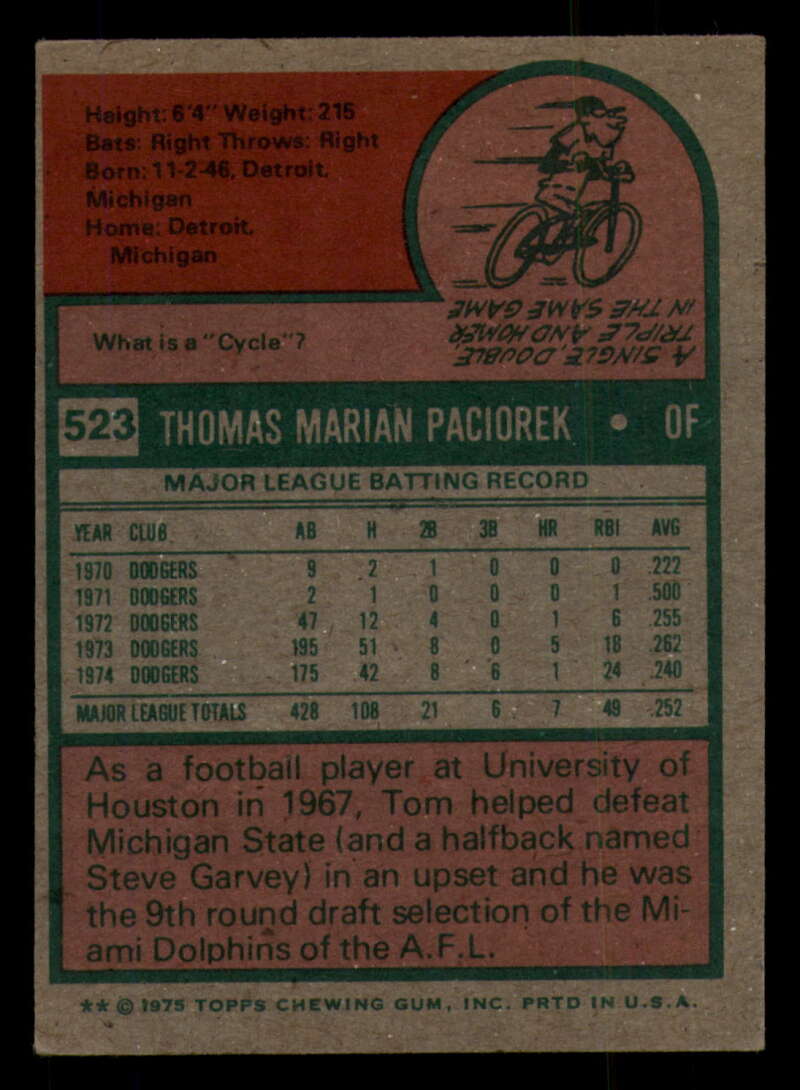 Height: 6'4" Weight: 215
Bats: Right Throws: Right
Born: 11-2-46, Detroit,
Michigan
Home: Detroit,
Michigan
What is a "Cycle"?
A SINGLE, DOUBLE,
TRIPLE AND HOMER
IN THE SAME GAME
523 THOMAS MARIAN PACIOREK • OF
MAJOR LEAGUE BATTING RECORD
YEAR CLUB AB H 2B 3B HR RBI AVG
1970 DODGERS 9 2 1 0 0 0 .222
1971 DODGERS 2 1 0 0 0 1 .500
1972 DODGERS 47 12 4 0 1 6 .255
1973 DODGERS 195 51 8 0 5 18 .262
1974 DODGERS 175 42 8 6 1 24 .240
MAJOR LEAGUE TOTALS 428 108 21 6 7 49 .252
As a football player at University of
Houston in 1967, Tom helped defeat
Michigan State (and a halfback named
Steve Garvey) in an upset and he was
the 9th round draft selection of the Mi-
ami Dolphins of the A.F.L.
** © 1975 TOPPS CHEWING GUM, INC. PRTD IN U.S.A.